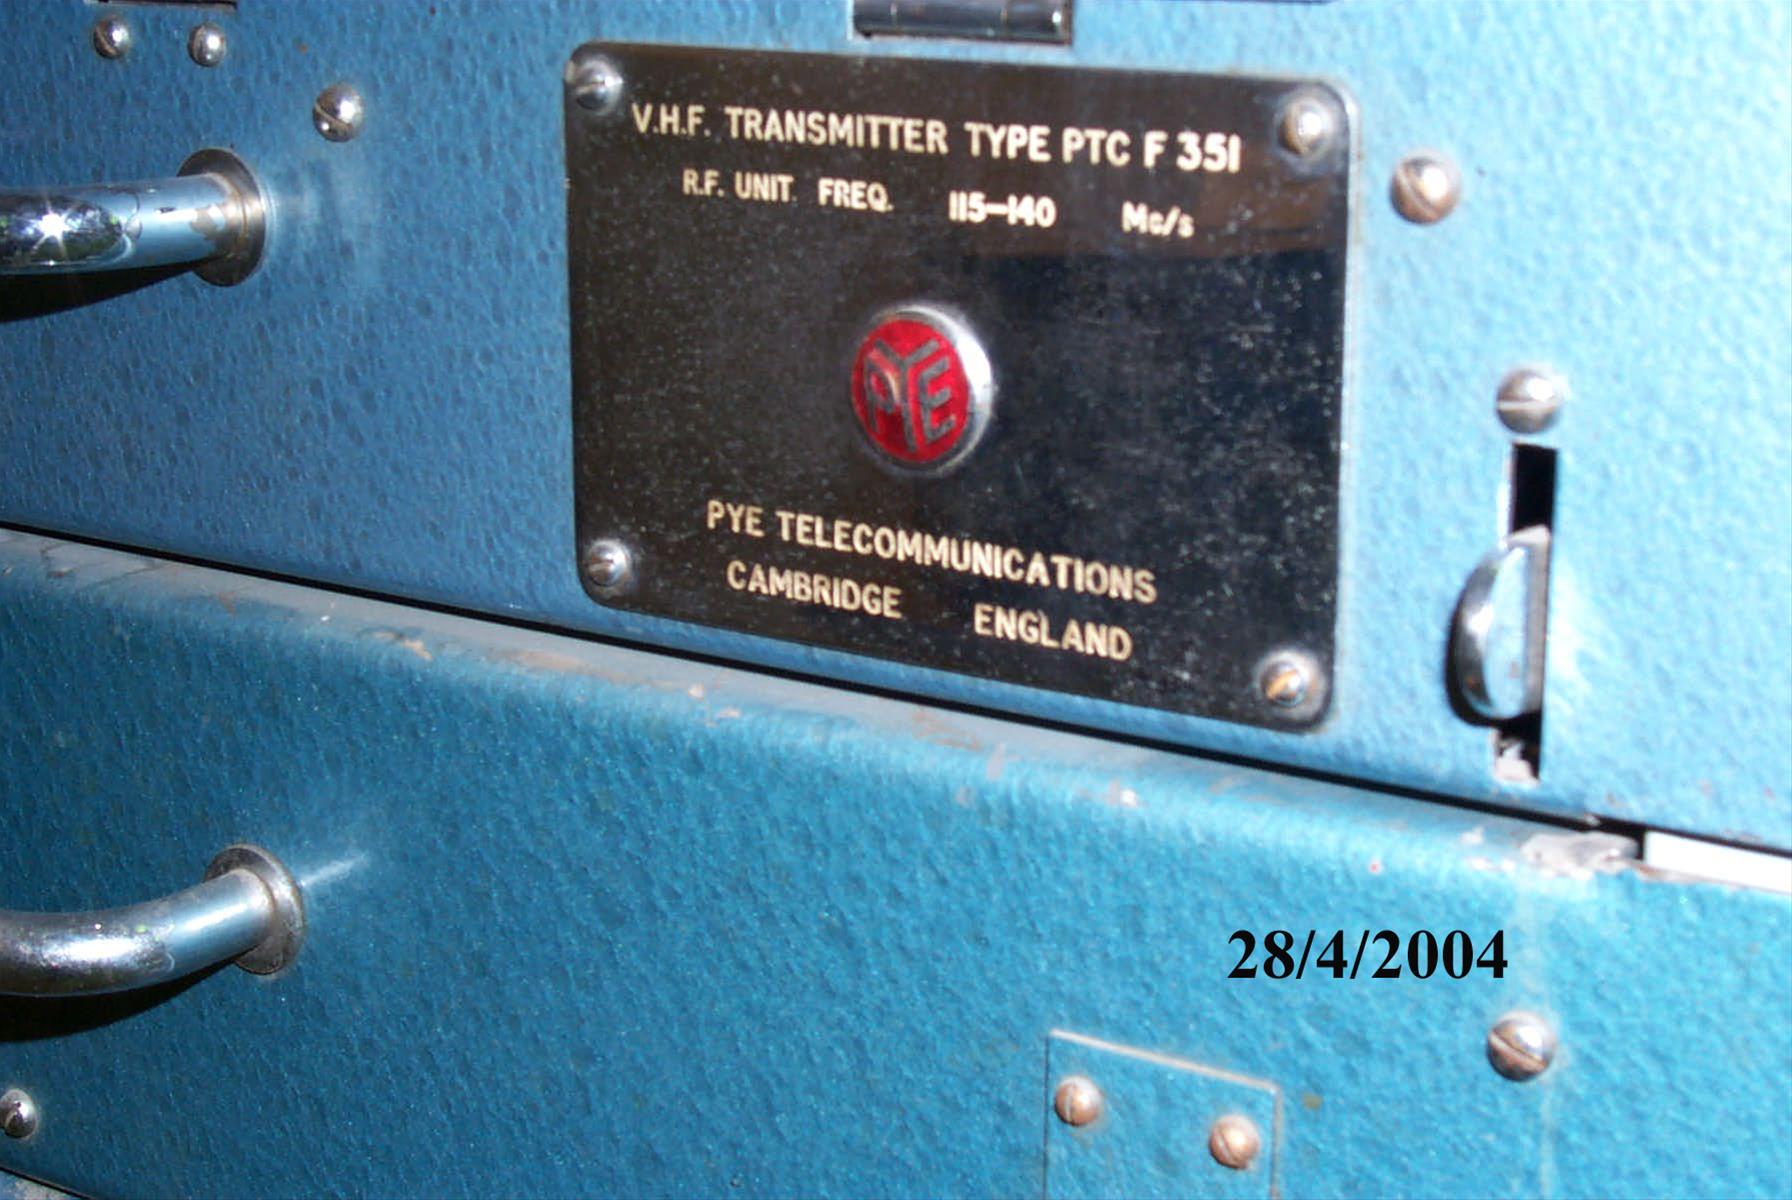 V.H.F. TRANSMITTER TYPE PTC F 351
R.F. UNIT FREQ. 115-140 Mc/s
PYE
PYE TELECOMMUNICATIONS
CAMBRIDGE ENGLAND
28/4/2004